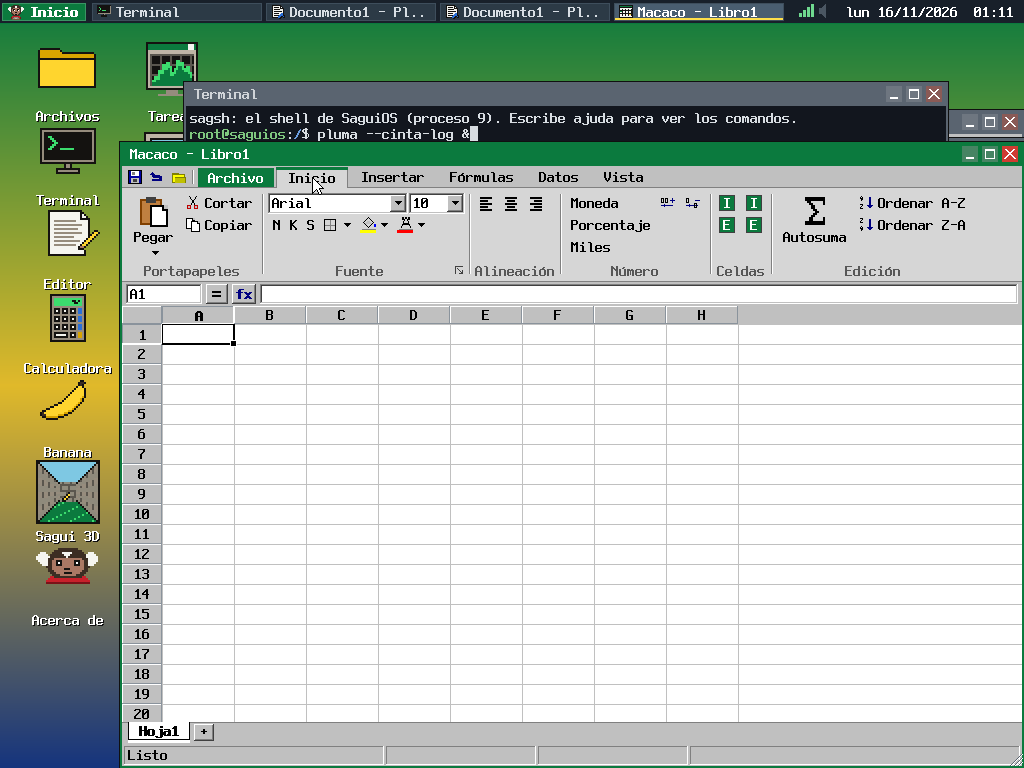 Inicio Terminal Documento1 - Pl.. Documento1 - Pl.. Macaco - Libro1 lun 16/11/2026 01:11
Archivos
Terminal
Editor
Calculadora
Banana
Sagui 3D
Acerca de
Tarea
Terminal
sagsh: el shell de SaguiOS (proceso 9). Escribe ajuda para ver los comandos.
root@saguios:/$ pluma --cinta-log &
Macaco - Libro1
Archivo Inicio Insertar Fórmulas Datos Vista
Pegar
Cortar
Copiar
Portapapeles
Arial 10
N K S
Fuente
Alineación
Moneda
Porcentaje
Miles
Número
I I
E E
Celdas
Σ
Autosuma
Ordenar A-Z
Ordenar Z-A
Edición
A1 = fx
A B C D E F G H
1
2
3
4
5
6
7
8
9
10
11
12
13
14
15
16
17
18
19
20
Hoja1 +
Listo